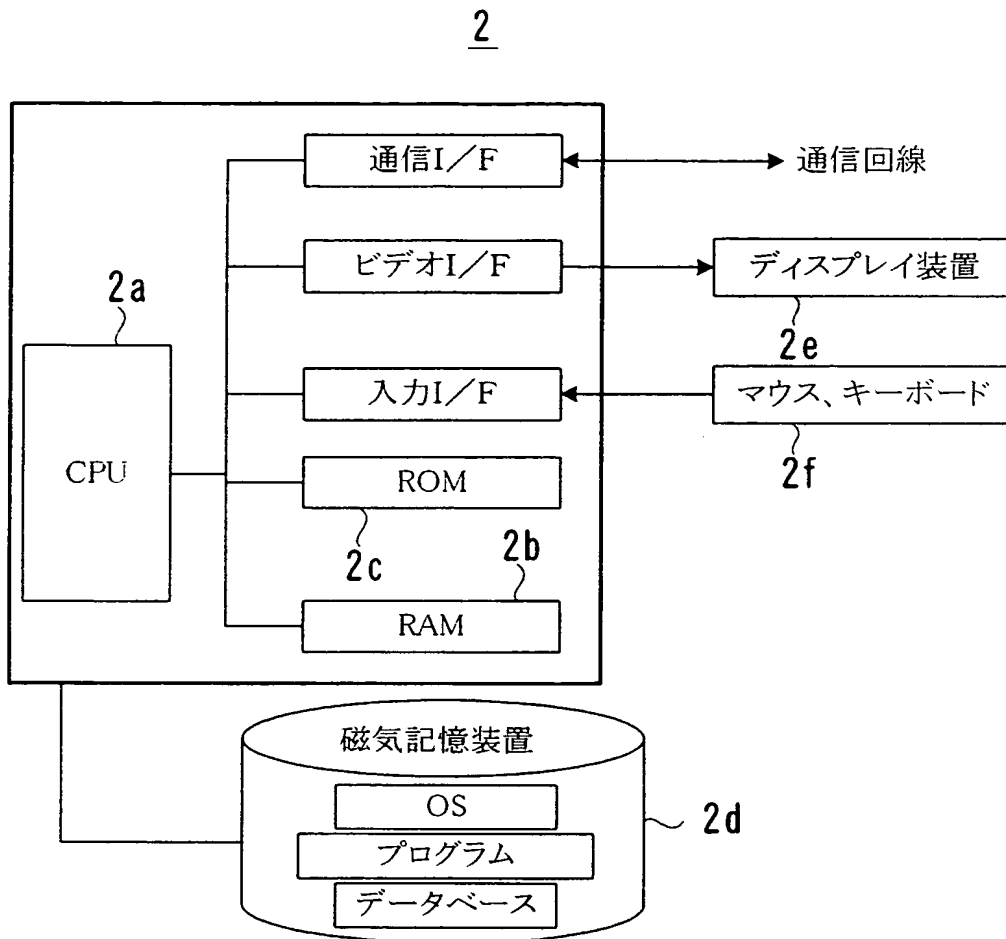 2
通信I／F
通信回線
ビデオI／F
ディスプレイ装置
2a
2e
入力I／F
マウス、キーボード
2f
CPU
ROM
2c
2b
RAM
磁気記憶装置
OS
2d
プログラム
データベース